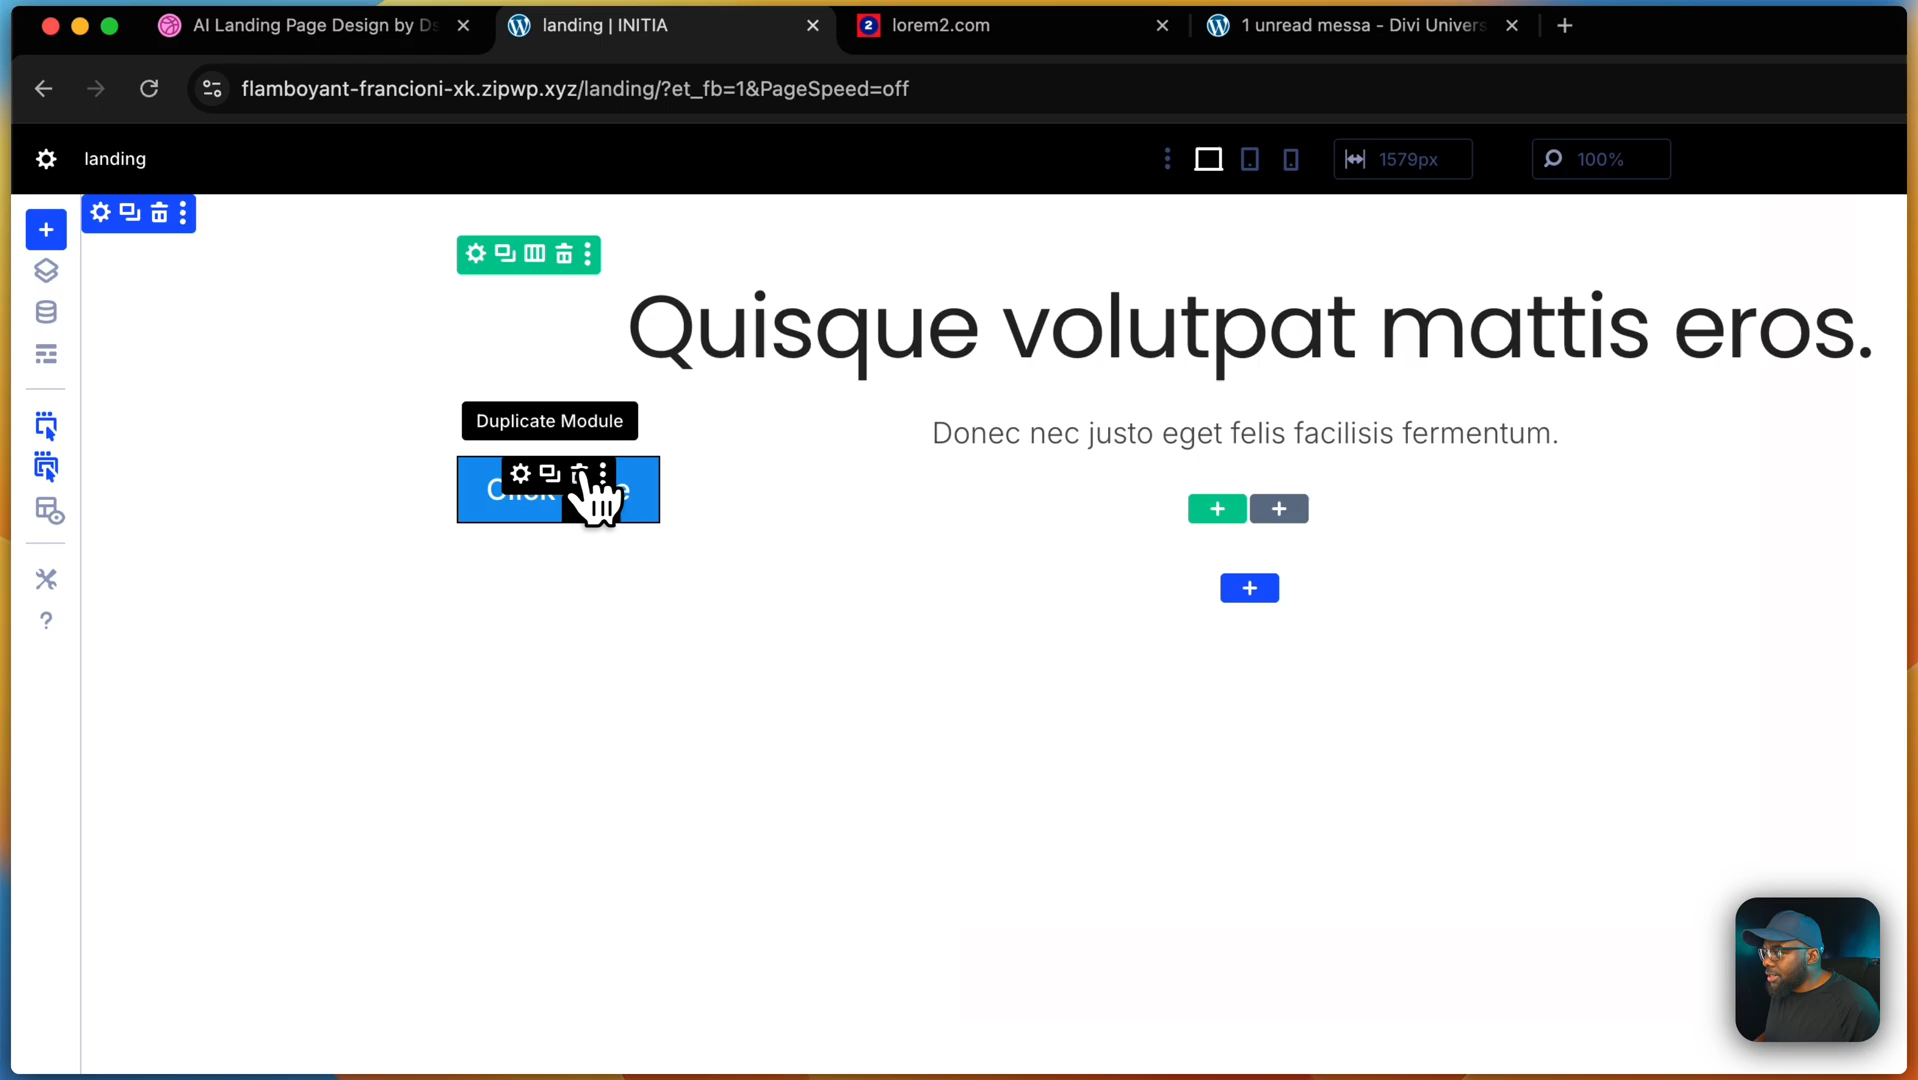 AI Landing Page Design by Ds
landing | INITIA
2
lorem2.com
1 unread messa - Divi Univers
flamboyant-francioni-xk.zipwp.xyz/landing/?et_fb=1&PageSpeed=off
landing
1579px
100%
Quisque volutpat mattis eros.
Duplicate Module
Donec nec justo eget felis facilisis fermentum.